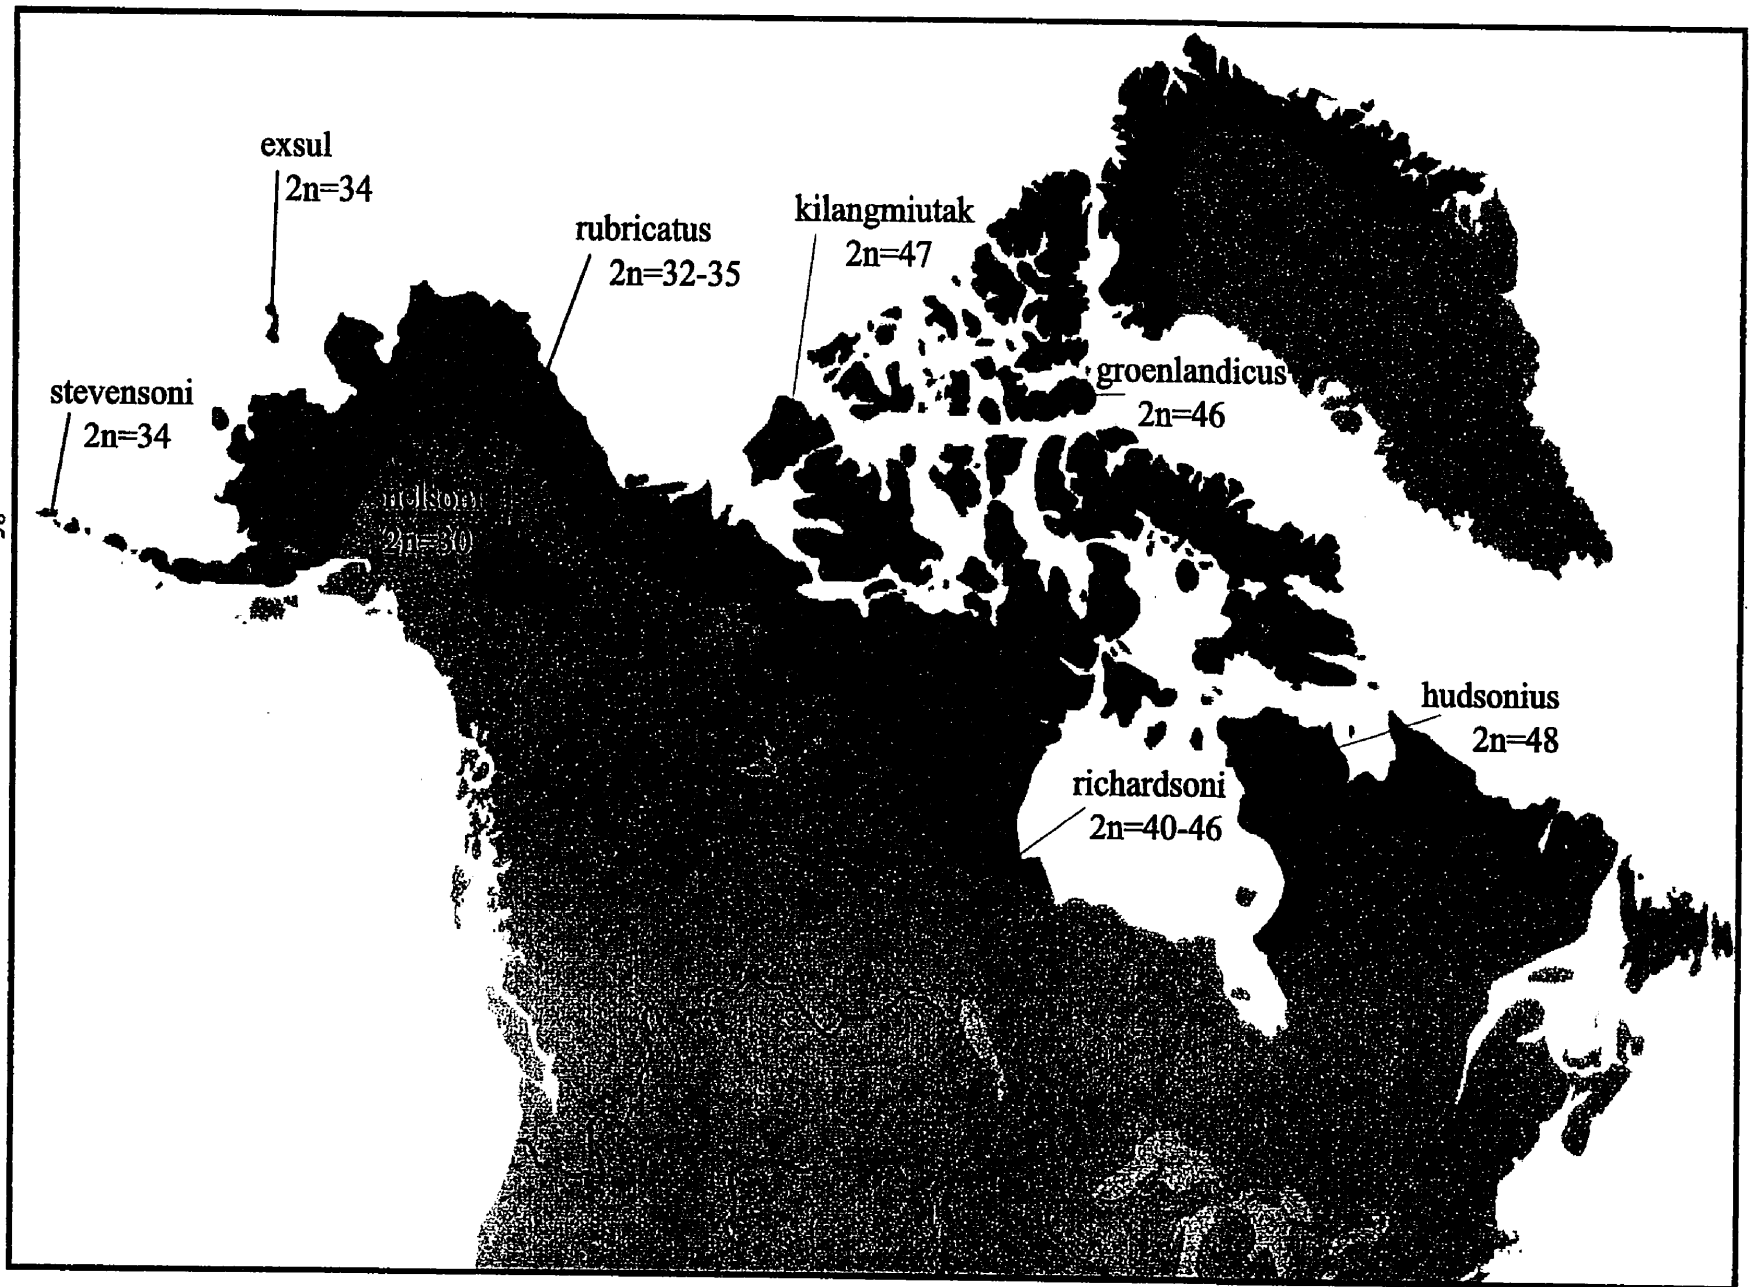 exsul
2n=34
rubricatus
2n=32-35
kilangmiutak
2n=47
groenlandicus
2n=46
stevensoni
2n=34
nelsoni
2n=30
hudsonius
2n=48
richardsoni
2n=40-46